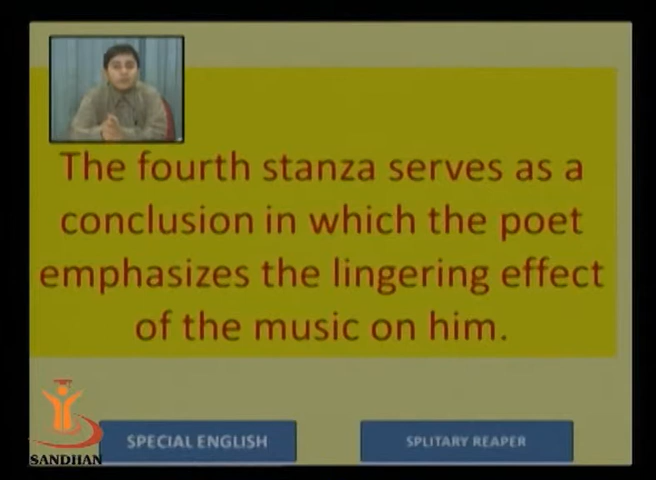 The fourth stanza serves as a
conclusion in which the poet
emphasizes the lingering effect
of the music on him.
SPECIAL ENGLISH
SPLITARY REAPER
SANDHAN